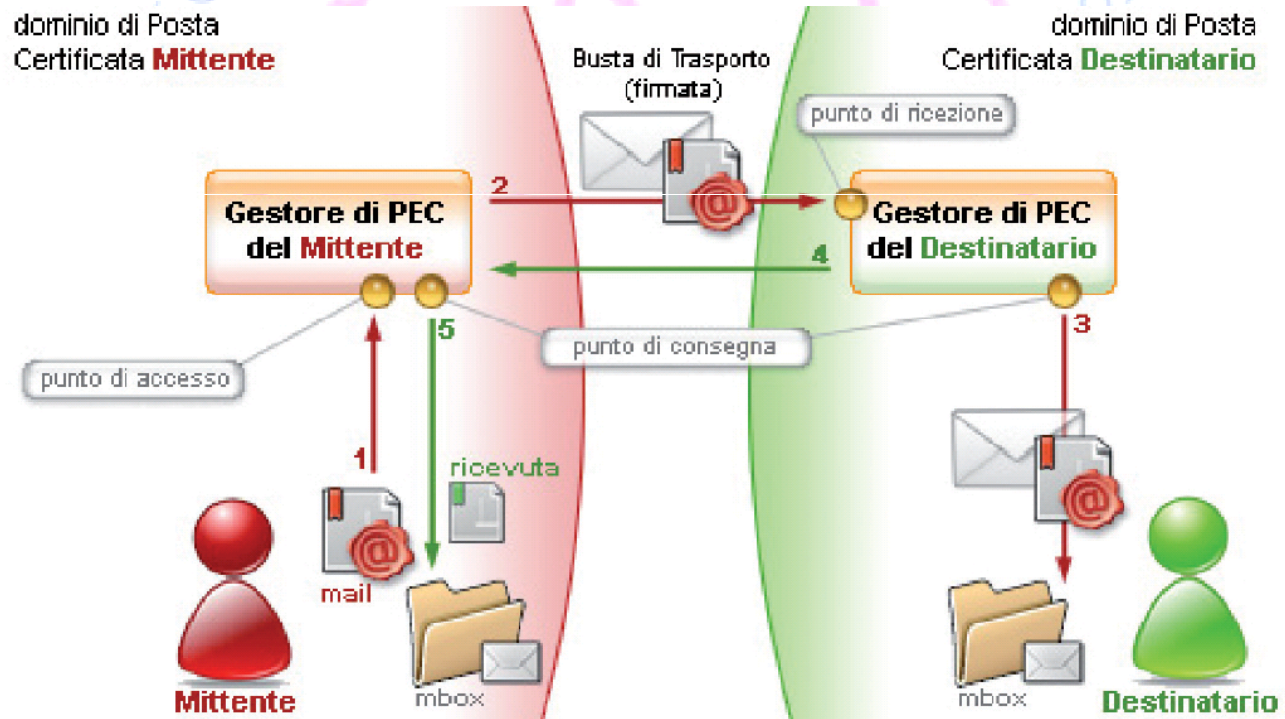 dominio di Posta
Certificata Mittente
dominio di Posta
Certificata Destinatario
Busta di Trasporto
(firmata)
punto di ricezione
2
Gestore di PEC
del Mittente
Gestore di PEC
del Destinatario
4
5
3
punto di consegna
punto di accesso
1
ricevuta
@
@
@
mail
mbox
mbox
Mittente
Destinatario